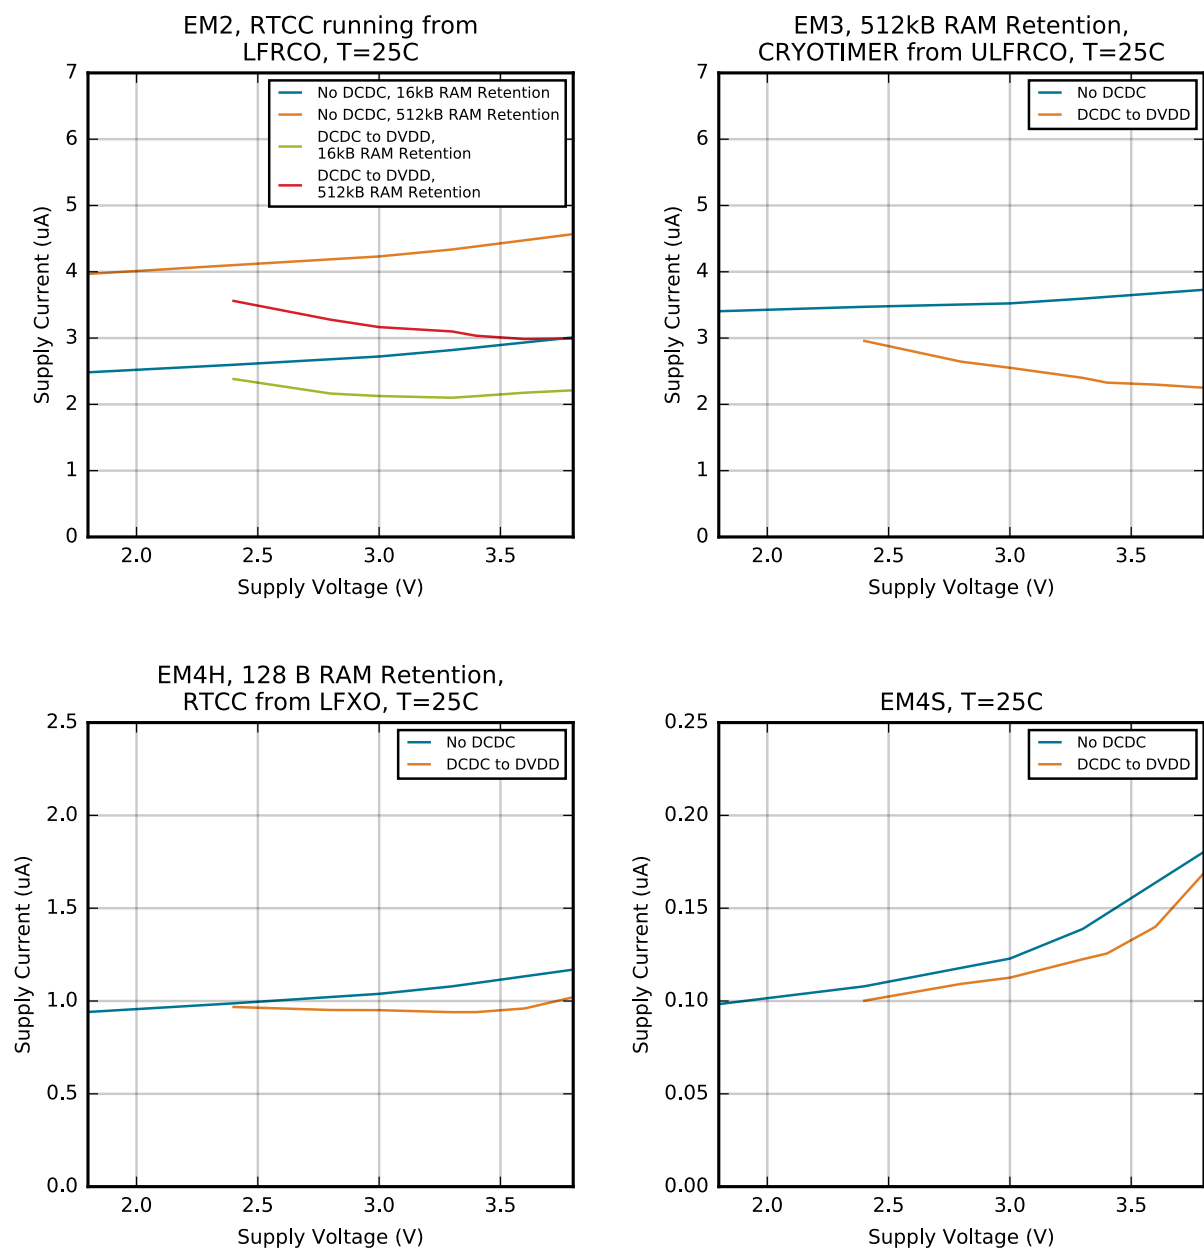 EM2, RTCC running from
LFRCO, T=25C
7
6
5
4
3
2
1
0
Supply Current (uA)
No DCDC, 16kB RAM Retention
No DCDC, 512kB RAM Retention
DCDC to DVDD,
16kB RAM Retention
DCDC to DVDD,
512kB RAM Retention
2.0 2.5 3.0 3.5
Supply Voltage (V)
EM3, 512kB RAM Retention,
CRYOTIMER from ULFRCO, T=25C
7
6
5
4
3
2
1
0
Supply Current (uA)
No DCDC
DCDC to DVDD
2.0 2.5 3.0 3.5
Supply Voltage (V)
EM4H, 128 B RAM Retention,
RTCC from LFXO, T=25C
2.5
2.0
1.5
1.0
0.5
0.0
Supply Current (uA)
No DCDC
DCDC to DVDD
2.0 2.5 3.0 3.5
Supply Voltage (V)
EM4S, T=25C
0.25
0.20
0.15
0.10
0.05
0.00
Supply Current (uA)
No DCDC
DCDC to DVDD
2.0 2.5 3.0 3.5
Supply Voltage (V)